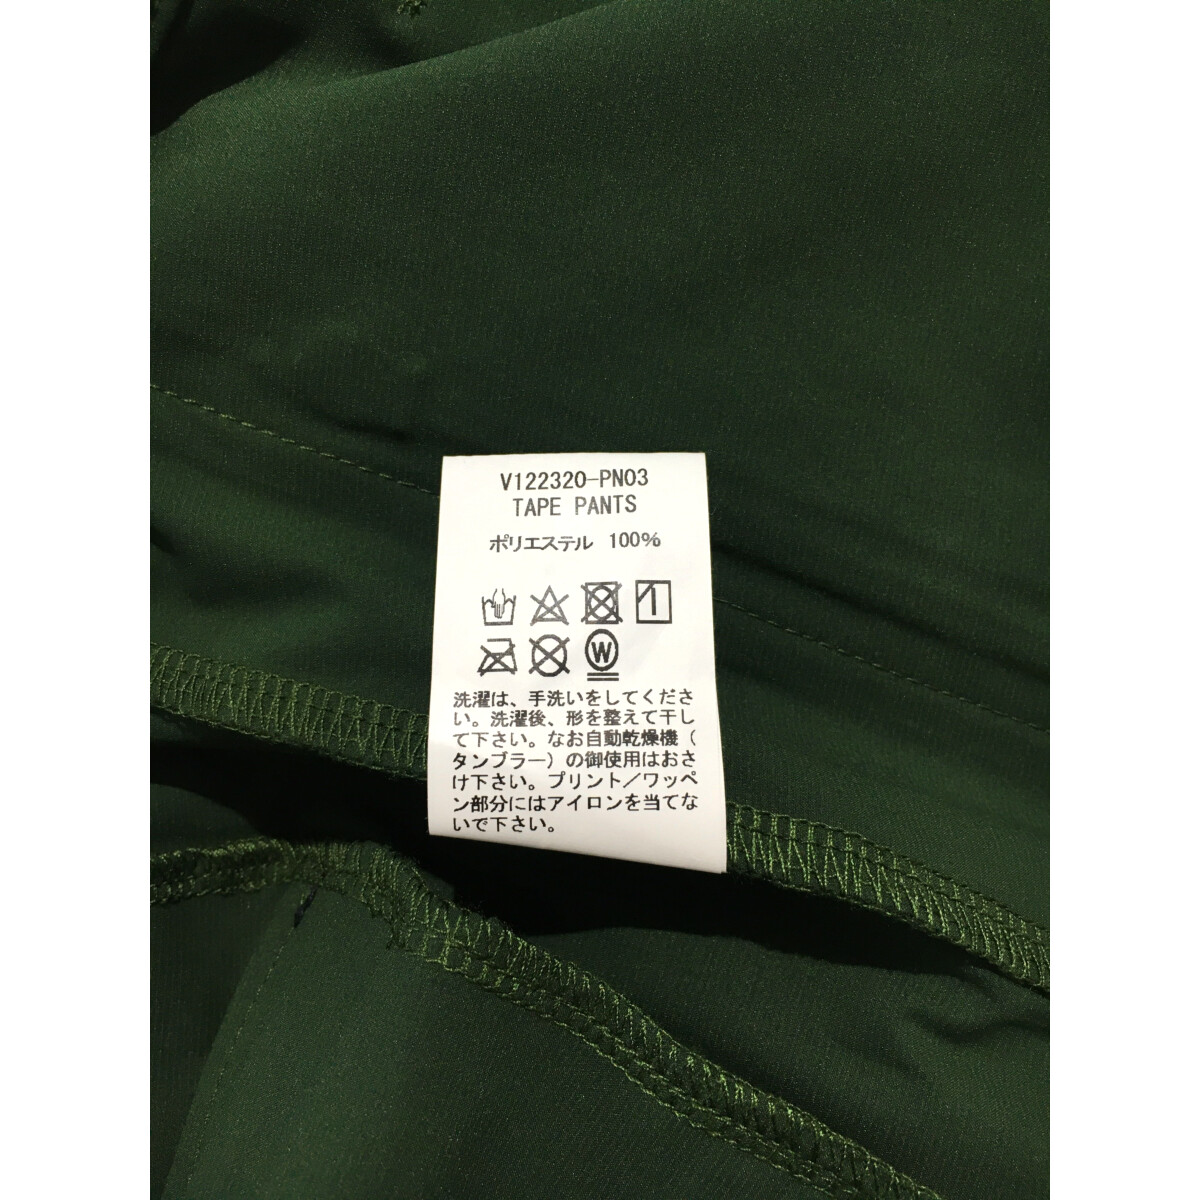 V122320-PN03
TAPE PANTS
ポリエステル 100%
W
洗濯は、手洗いをしてくださ
い。洗濯後、形を整えて干し
て下さい。なお自動乾燥機（
タンブラー）の御使用はおさ
け下さい。プリント／ワッペ
ン部分にはアイロンを当てな
いで下さい。